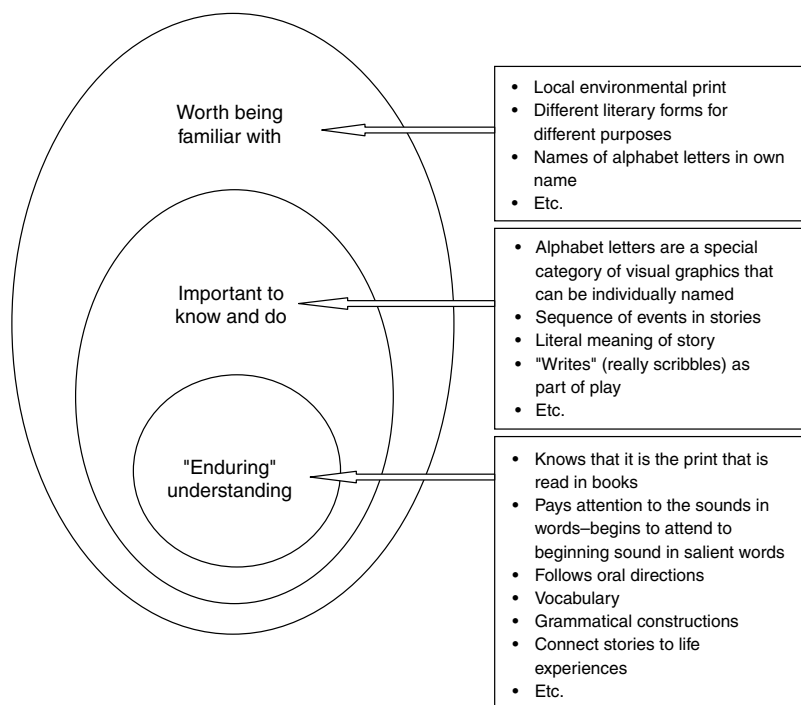 Worth being
familiar with
• Local environmental print
• Different literary forms for
different purposes
• Names of alphabet letters in own
name
• Etc.
Important to
know and do
• Alphabet letters are a special
category of visual graphics that
can be individually named
• Sequence of events in stories
• Literal meaning of story
• "Writes" (really scribbles) as
part of play
• Etc.
"Enduring"
understanding
• Knows that it is the print that is
read in books
• Pays attention to the sounds in
words–begins to attend to
beginning sound in salient words
• Follows oral directions
• Vocabulary
• Grammatical constructions
• Connect stories to life
experiences
• Etc.